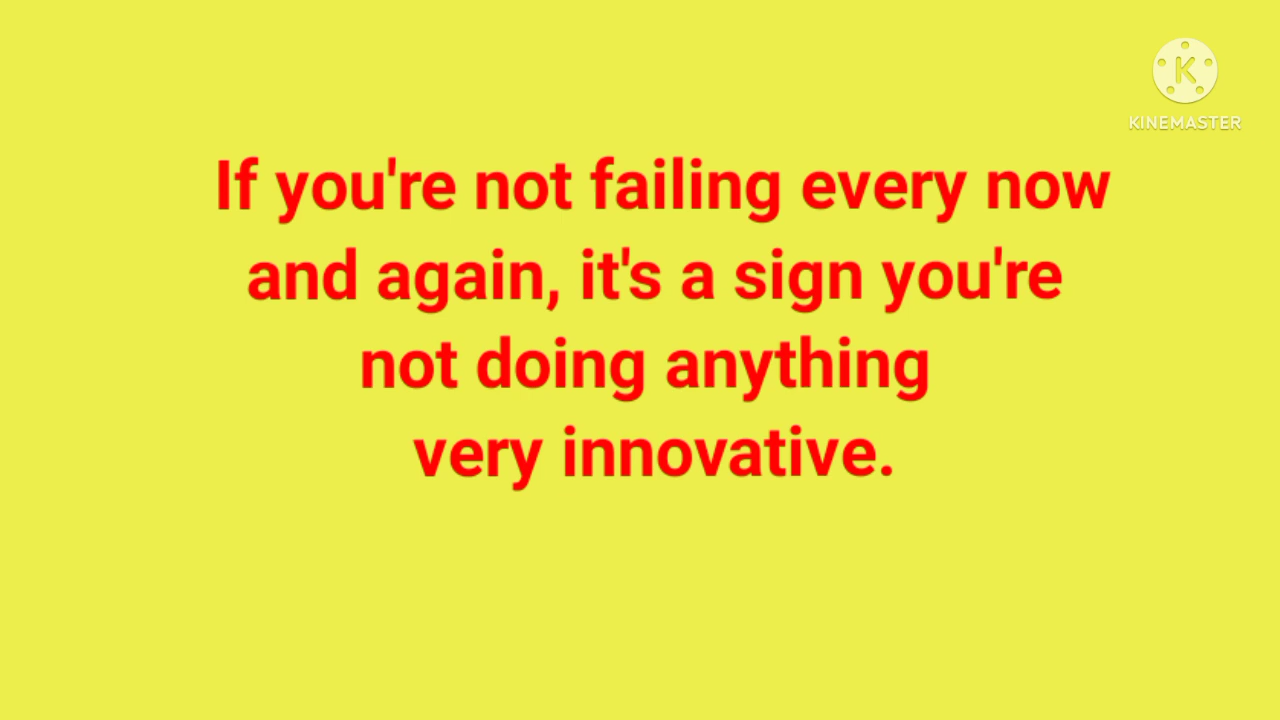 KINEMASTER
If you're not failing every now
and again, it's a sign you're
not doing anything
very innovative.